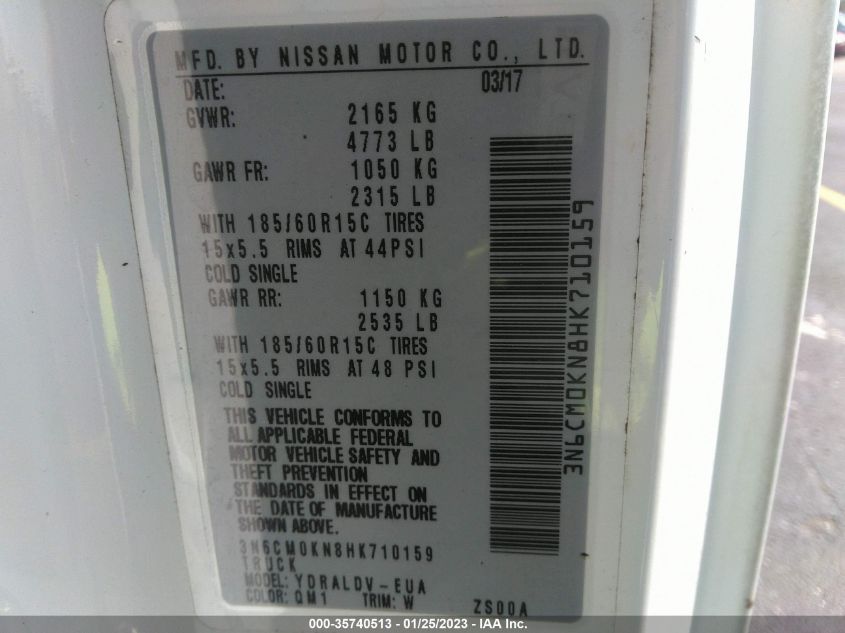 MFD. BY NISSAN MOTOR CO., LTD.
DATE: 03/17
GVWR: 2165 KG
4773 LB
GAWR FR: 1050 KG
2315 LB
WITH 185/60R15C TIRES
15x5.5 RIMS AT 44PSI
COLD SINGLE
GAWR RR: 1150 KG
2535 LB
WITH 185/60R15C TIRES
15x5.5 RIMS AT 48 PSI
COLD SINGLE
THIS VEHICLE CONFORMS TO
ALL APPLICABLE FEDERAL
MOTOR VEHICLE SAFETY AND
THEFT PREVENTION
STANDARDS IN EFFECT ON
THE DATE OF MANUFACTURE
SHOWN ABOVE.
3N6CM0KN8HK710159
TRUCK
MODEL: YDRALDV-EUA
COLOR: QM1 TRIM: W ZS00A
3N6CM0KN8HK710159
000-35740513 - 01/25/2023 - IAA Inc.